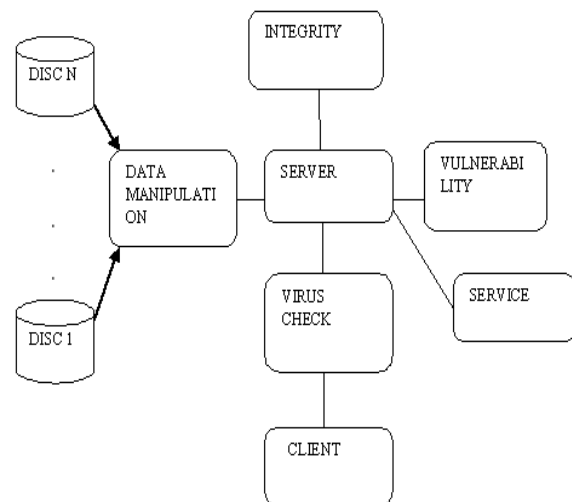 INTEGRITY
DISC N
DATA
MANIPULATI
ON
SERVER
VULNERABI
LITY
VIRUS
CHECK
SERVICE
DISC 1
CLIENT